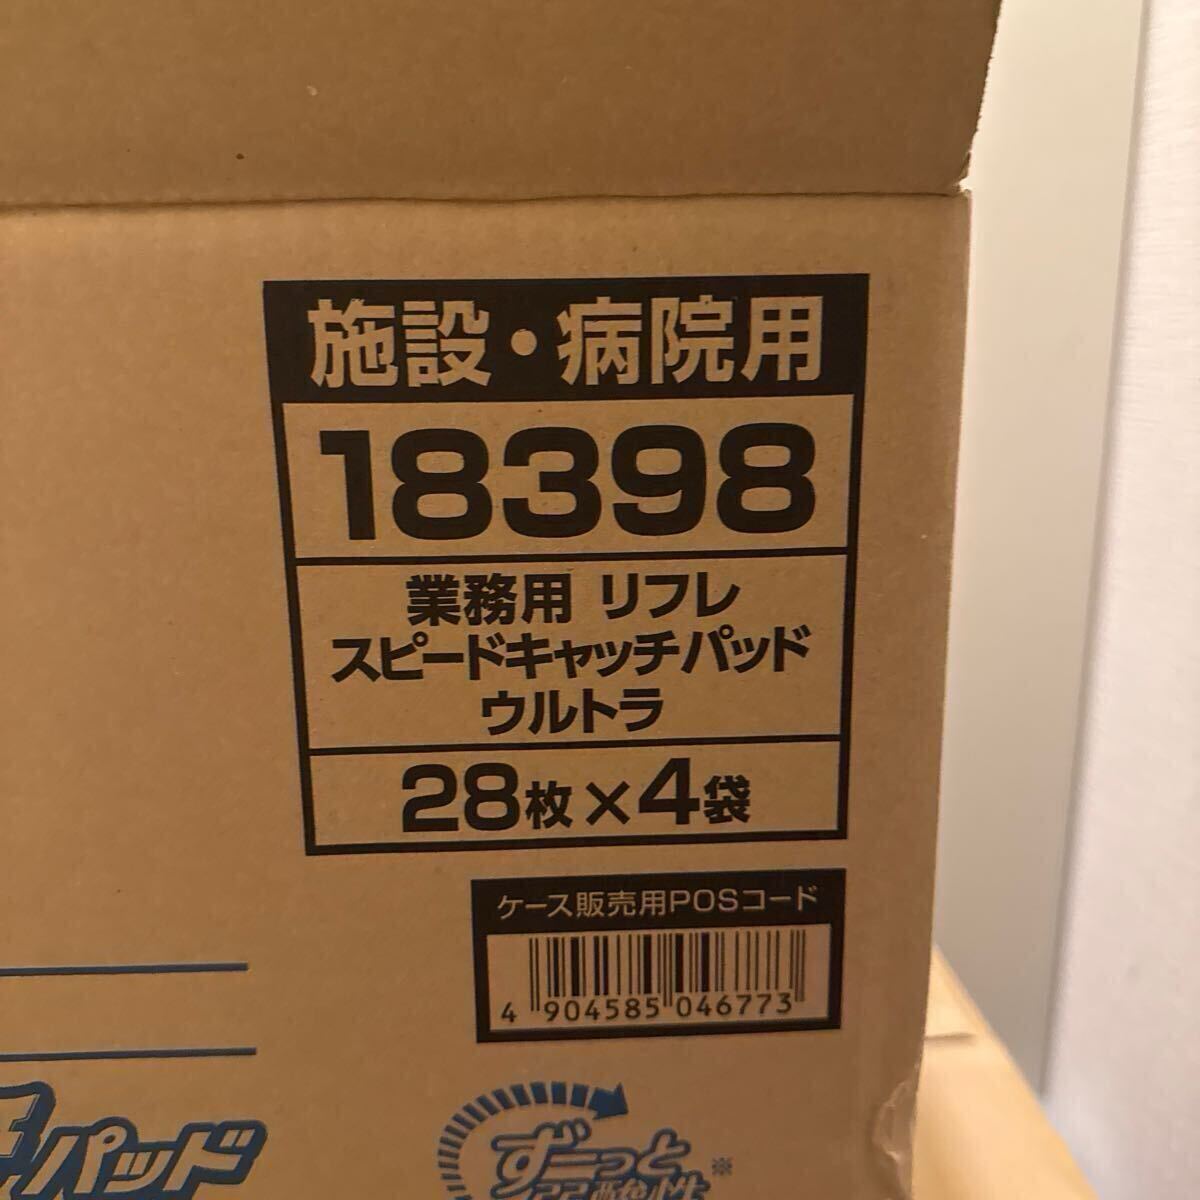 施設・病院用
18398
業務用 リフレ
スピードキャッチパッド
ウルトラ
28枚×4袋
ケース販売用POSコード
4 904585 046773
パッド
ずーっと※